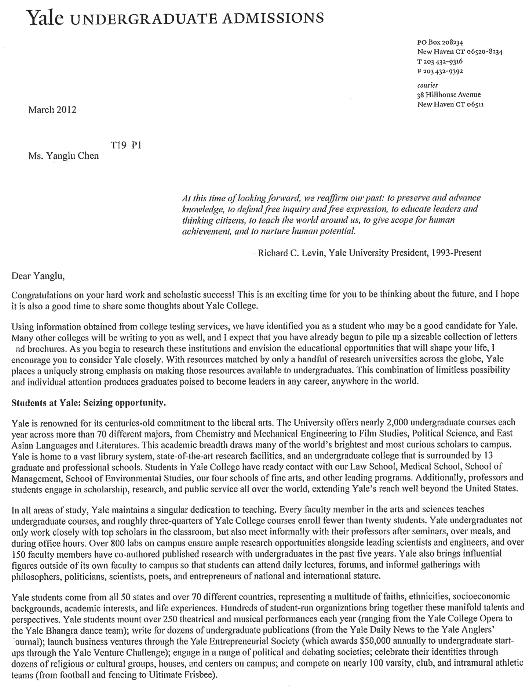 Yale UNDERGRADUATE ADMISSIONS
PO Box 208234
New Haven CT 06520-8234
T 203 432-9316
F 203 432-9392
courier
38 Hillhouse Avenue
New Haven CT 06511
March 2012
T19 P1
Ms. Yanglu Chen
At this time of looking forward, we reaffirm our past: to preserve and advance
knowledge, to defend free inquiry and free expression, to educate leaders and
thinking citizens, to teach the world around us, to give scope for human
achievement, and to nurture human potential.
Richard C. Levin, Yale University President, 1993-Present
Dear Yanglu,
Congratulations on your hard work and scholastic success! This is an exciting time for you to be thinking about the future, and I hope
it is also a good time to share some thoughts about Yale College.
Using information obtained from college testing services, we have identified you as a student who may be a good candidate for Yale.
Many other colleges will be writing to you as well, and I expect that you have already begun to pile up a sizeable collection of letters
nd brochures. As you begin to research these institutions and envision the educational opportunities that will shape your life, I
encourage you to consider Yale closely. With resources matched by only a handful of research universities across the globe, Yale
places a uniquely strong emphasis on making those resources available to undergraduates. This combination of limitless possibility
and individual attention produces graduates poised to become leaders in any career, anywhere in the world.
Students at Yale: Seizing opportunity.
Yale is renowned for its centuries-old commitment to the liberal arts. The University offers nearly 2,000 undergraduate courses each
year across more than 70 different majors, from Chemistry and Mechanical Engineering to Film Studies, Political Science, and East
Asian Languages and Literatures. This academic breadth draws many of the world's brightest and most curious scholars to campus.
Yale is home to a vast library system, state-of-the-art research facilities, and an undergraduate college that is surrounded by 13
graduate and professional schools. Students in Yale College have ready contact with our Law School, Medical School, School of
Management, School of Environmental Studies, our four schools of fine arts, and other leading programs. Additionally, professors and
students engage in scholarship, research, and public service all over the world, extending Yale's reach well beyond the United States.
In all areas of study, Yale maintains a singular dedication to teaching. Every faculty member in the arts and sciences teaches
undergraduate courses, and roughly three-quarters of Yale College courses enroll fewer than twenty students. Yale undergraduates not
only work closely with top scholars in the classroom, but also meet informally with their professors after seminars, over meals, and
during office hours. Over 800 labs on campus ensure ample research opportunities alongside leading scientists and engineers, and over
150 faculty members have co-authored published research with undergraduates in the past five years. Yale also brings influential
figures outside of its own faculty to campus so that students can attend daily lectures, forums, and informal gatherings with
philosophers, politicians, scientists, poets, and entrepreneurs of national and international stature.
Yale students come from all 50 states and over 70 different countries, representing a multitude of faiths, ethnicities, socioeconomic
backgrounds, academic interests, and life experiences. Hundreds of student-run organizations bring together these manifold talents and
perspectives. Yale students mount over 250 theatrical and musical performances each year (ranging from the Yale College Opera to
the Yale Bhangra dance team); write for dozens of undergraduate publications (from the Yale Daily News to the Yale Anglers'
ournal); launch business ventures through the Yale Entrepreneurial Society (which awards $50,000 annually to undergraduate start-
ups through the Yale Venture Challenge); engage in a range of political and debating societies; celebrate their identities through
dozens of religious or cultural groups, houses, and centers on campus; and compete on nearly 100 varsity, club, and intramural athletic
teams (from football and fencing to Ultimate Frisbee).